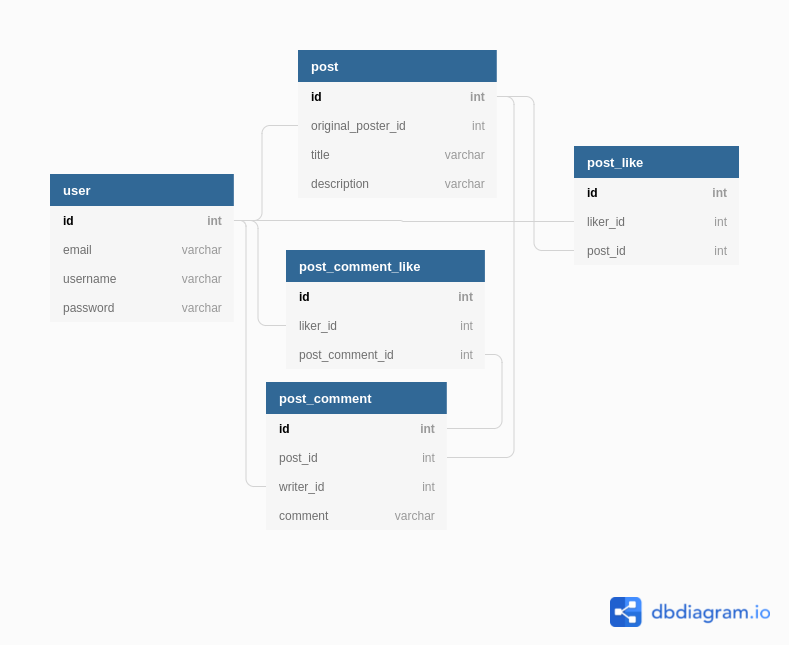 post
id int
original_poster_id int
title varchar
description varchar
post_like
id int
liker_id int
post_id int
user
id int
email varchar
username varchar
password varchar
post_comment_like
id int
liker_id int
post_comment_id int
post_comment
id int
post_id int
writer_id int
comment varchar
dbdiagram.io